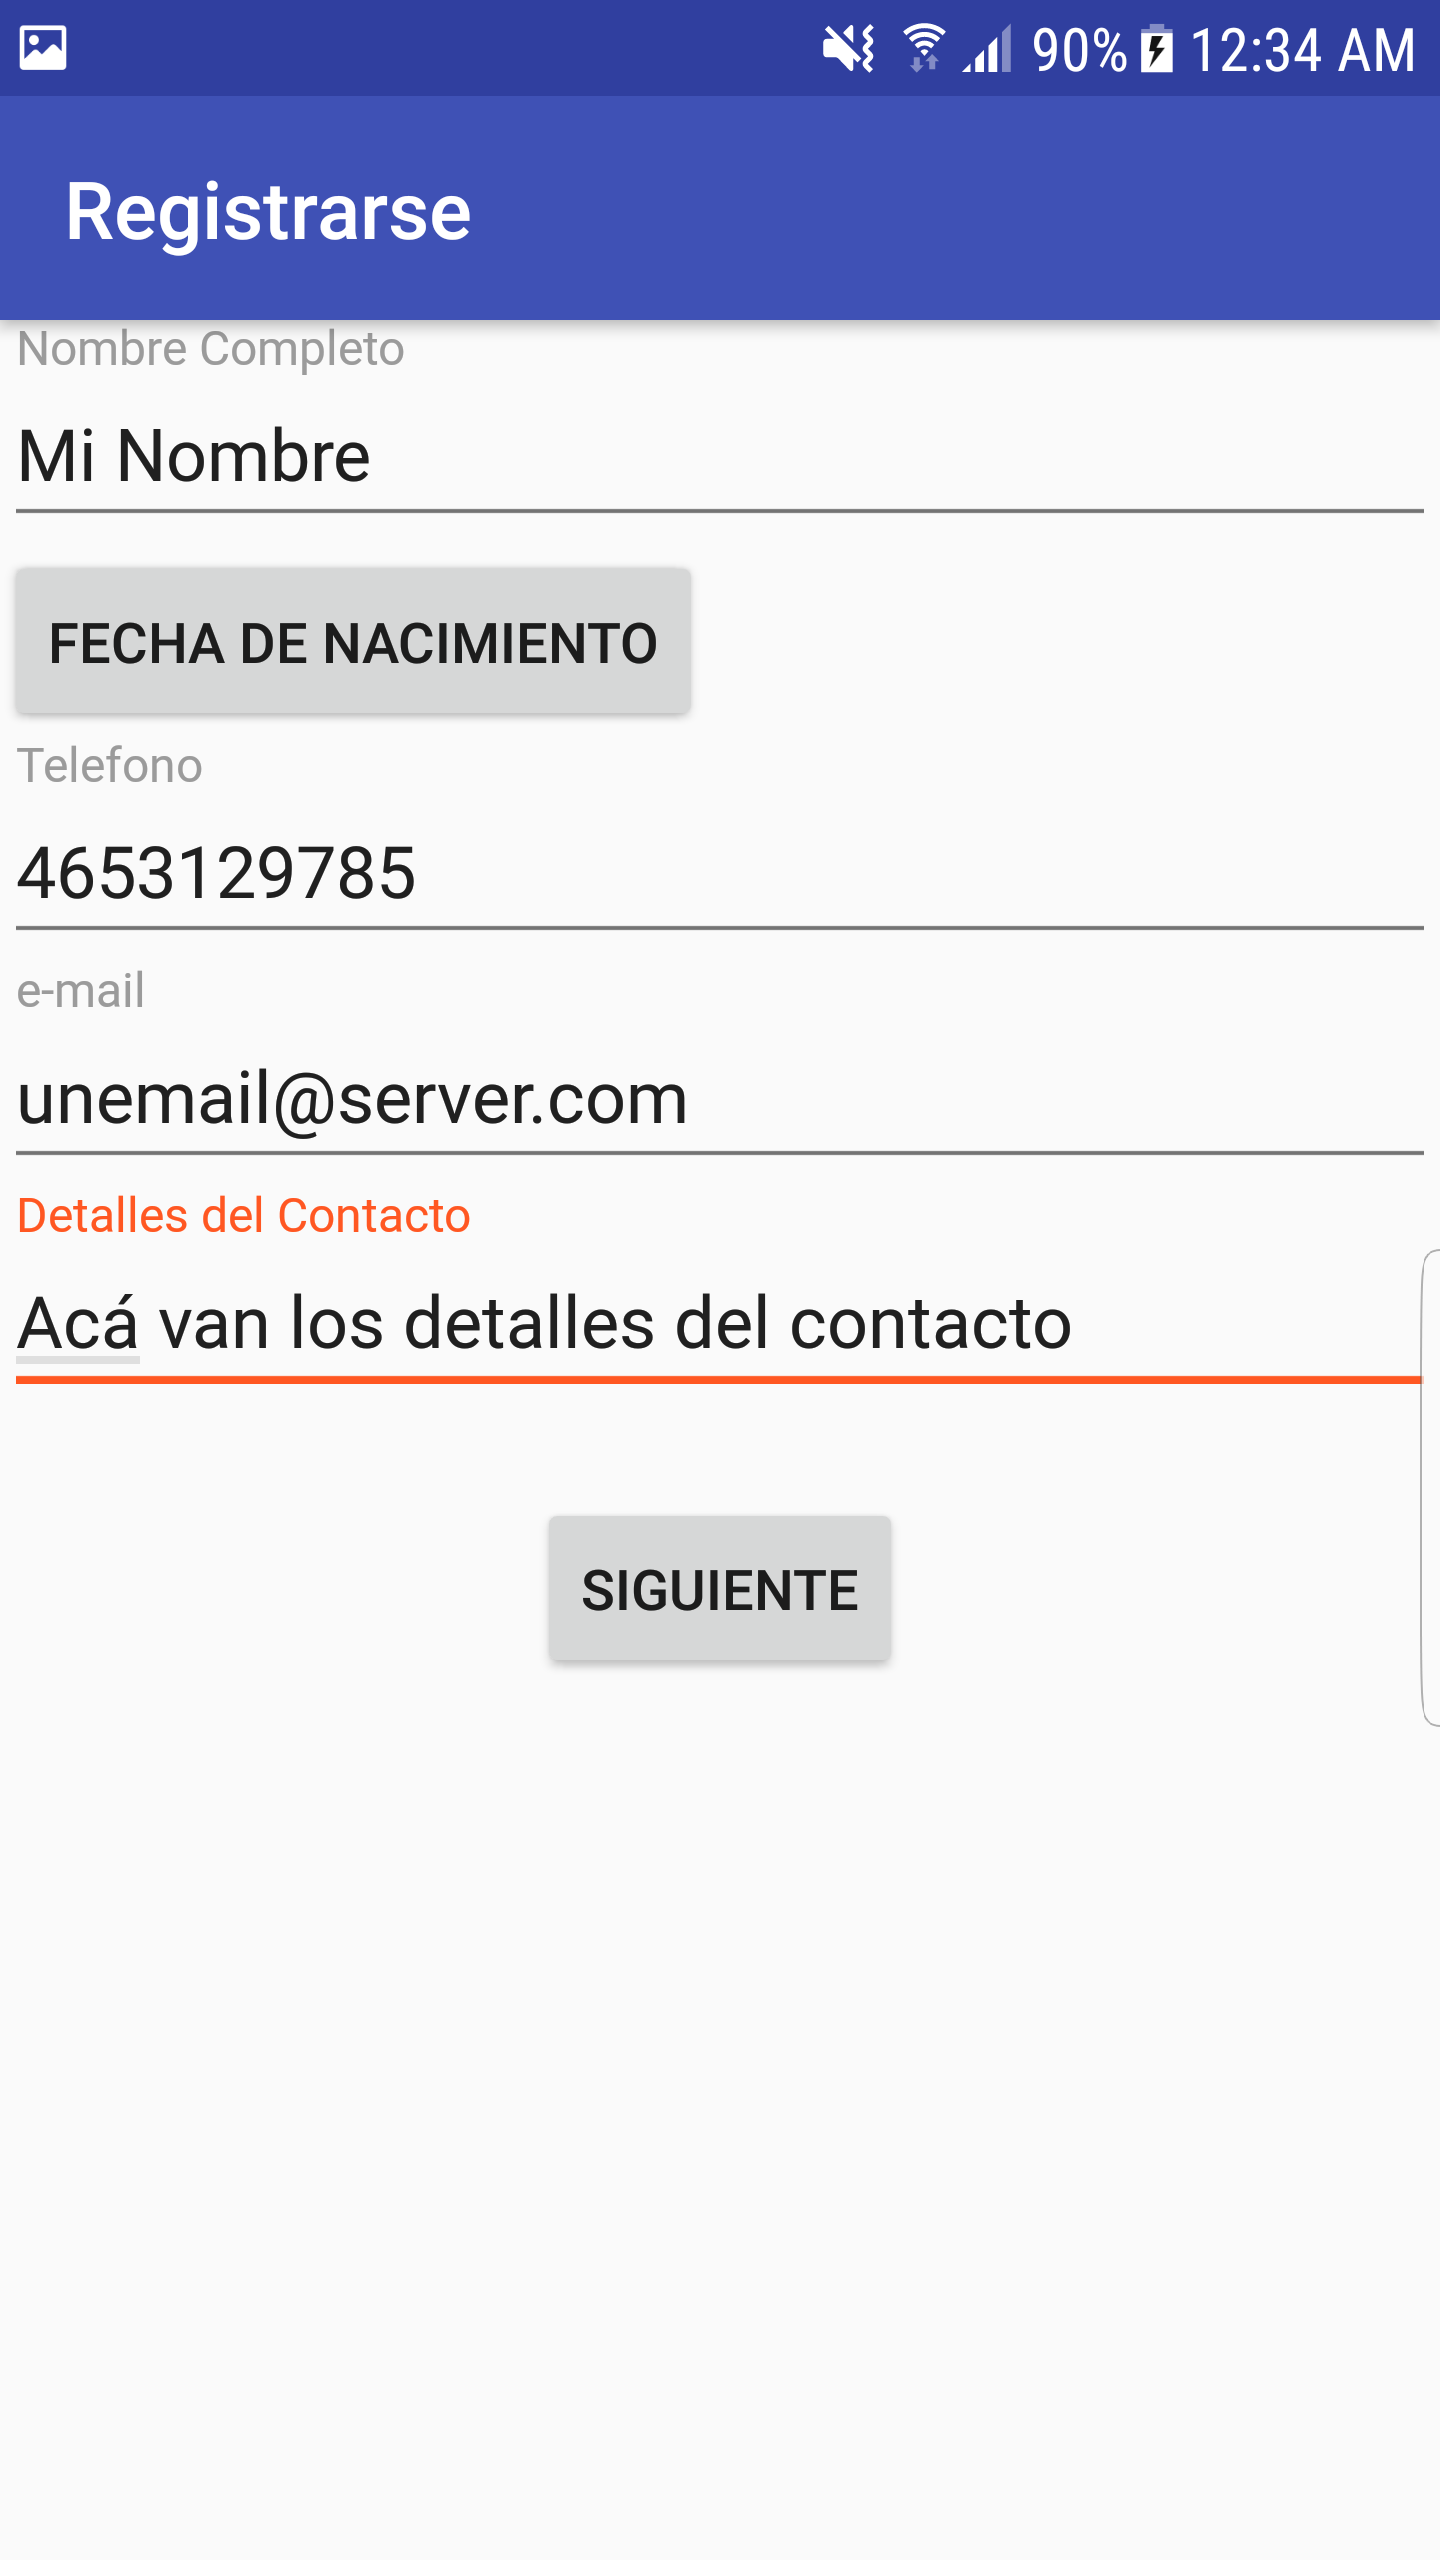 90% 12:34 AM
Registrarse
Nombre Completo
Mi Nombre
FECHA DE NACIMIENTO
Telefono
4653129785
e-mail
unemail@server.com
Detalles del Contacto
Acá van los detalles del contacto
SIGUIENTE